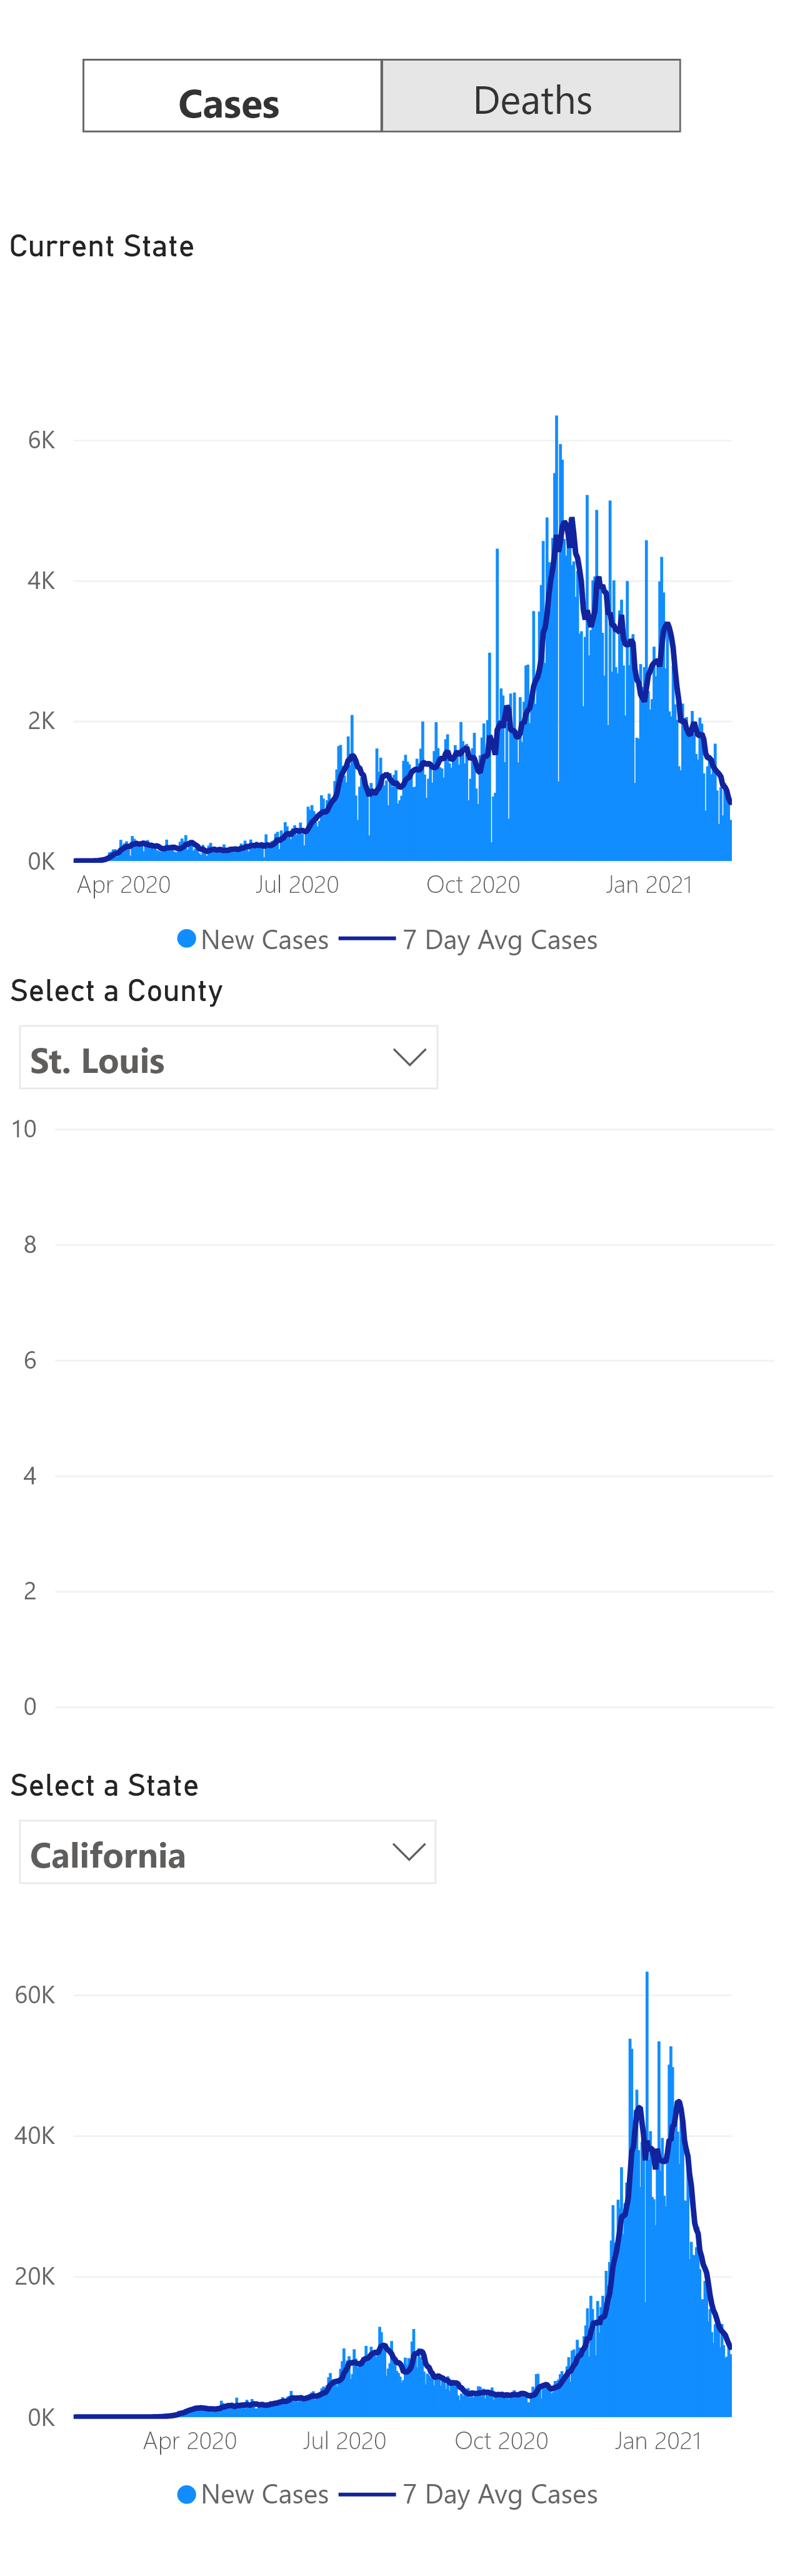 Cases Deaths
Current State
6K
4K
2K
0K
Apr 2020 Jul 2020 Oct 2020 Jan 2021
New Cases 7 Day Avg Cases
Select a County
St. Louis
10
8
6
4
2
0
Select a State
California
60K
40K
20K
0K
Apr 2020 Jul 2020 Oct 2020 Jan 2021
New Cases 7 Day Avg Cases